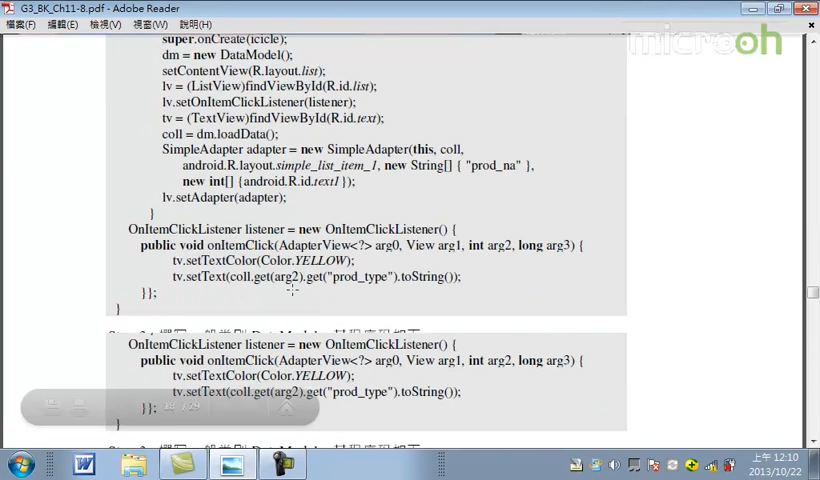 G3_BK_Ch11-8.pdf - Adobe Reader
檔案(F) 編輯(E) 檢視(V) 視窗(W) 說明(H)
microoh
super.onCreate(icicle);
dm = new DataModel();
setContentView(R.layout.list);
lv = (ListView)findViewById(R.id.list);
lv.setOnItemClickListener(listener);
tv = (TextView)findViewById(R.id.text);
coll = dm.loadData();
SimpleAdapter adapter = new SimpleAdapter(this, coll,
android.R.layout.simple_list_item_1, new String[] { "prod_na" },
new int[] {android.R.id.text1});
lv.setAdapter(adapter);
}
OnItemClickListener listener = new OnItemClickListener() {
public void onItemClick(AdapterView<?> arg0, View arg1, int arg2, long arg3) {
tv.setTextColor(Color.YELLOW);
tv.setText(coll.get(arg2).get("prod_type").toString());
}};
}
OnItemClickListener listener = new OnItemClickListener() {
public void onItemClick(AdapterView<?> arg0, View arg1, int arg2, long arg3) {
tv.setTextColor(Color.YELLOW);
tv.setText(coll.get(arg2).get("prod_type").toString());
}};
18 / 29
}
上午 12:10
2013/10/22